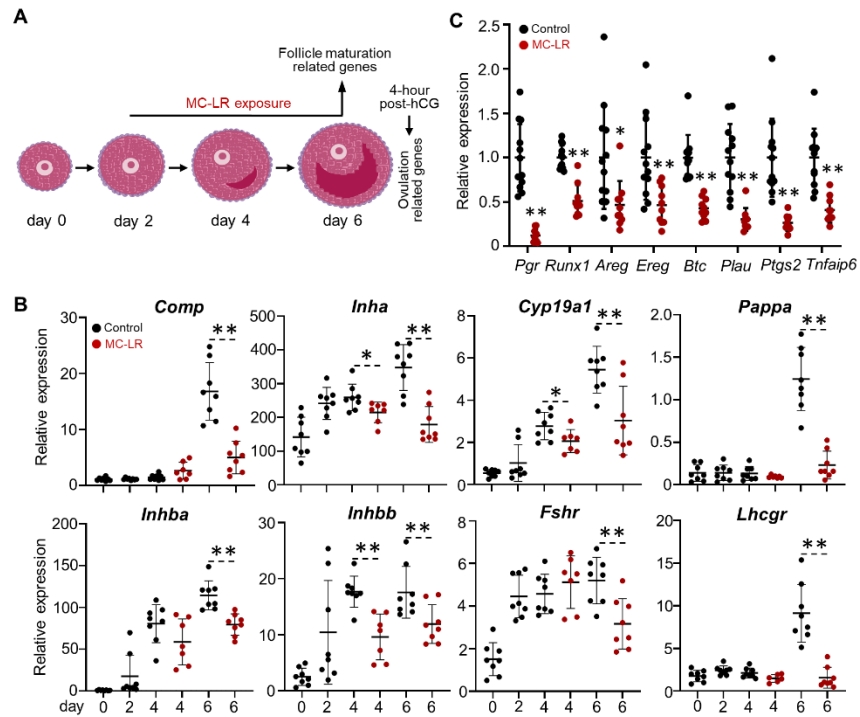 A
Follicle maturation
related genes
MC-LR exposure
4-hour
post-hCG
Ovulation
related genes
day 0
day 2
day 4
day 6
C
Control
MC-LR
Relative expression
2.5
2.0
1.5
1.0
0.5
0
**
**
*
**
**
**
**
**
Pgr Runx1 Areg Ereg Btc Plau Ptgs2 Tnfaip6
B
Comp
Control
MC-LR
Relative expression
30
20
10
0
**
Inha
500
400
300
200
100
0
*
**
Cyp19a1
8
6
4
2
0
*
**
Pappa
2.0
1.5
1.0
0.5
0
**
Inhba
Relative expression
200
150
100
50
0
**
day 0 2 4 4 6 6
Inhbb
30
20
10
0
**
**
0 2 4 4 6 6
Fshr
8
6
4
2
0
**
0 2 4 4 6 6
Lhcgr
20
15
10
5
0
**
0 2 4 4 6 6